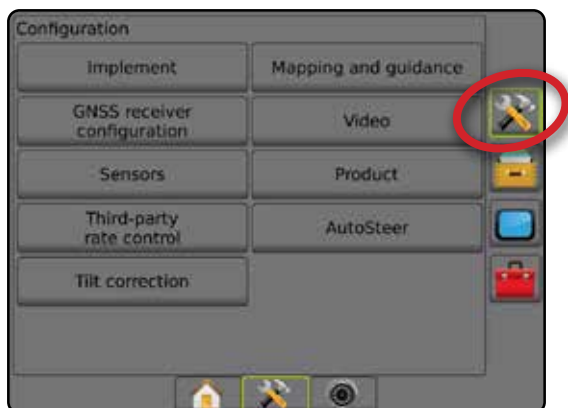 Configuration
Implement
Mapping and guidance
GNSS receiver
configuration
Video
Sensors
Product
Third-party
rate control
AutoSteer
Tilt correction